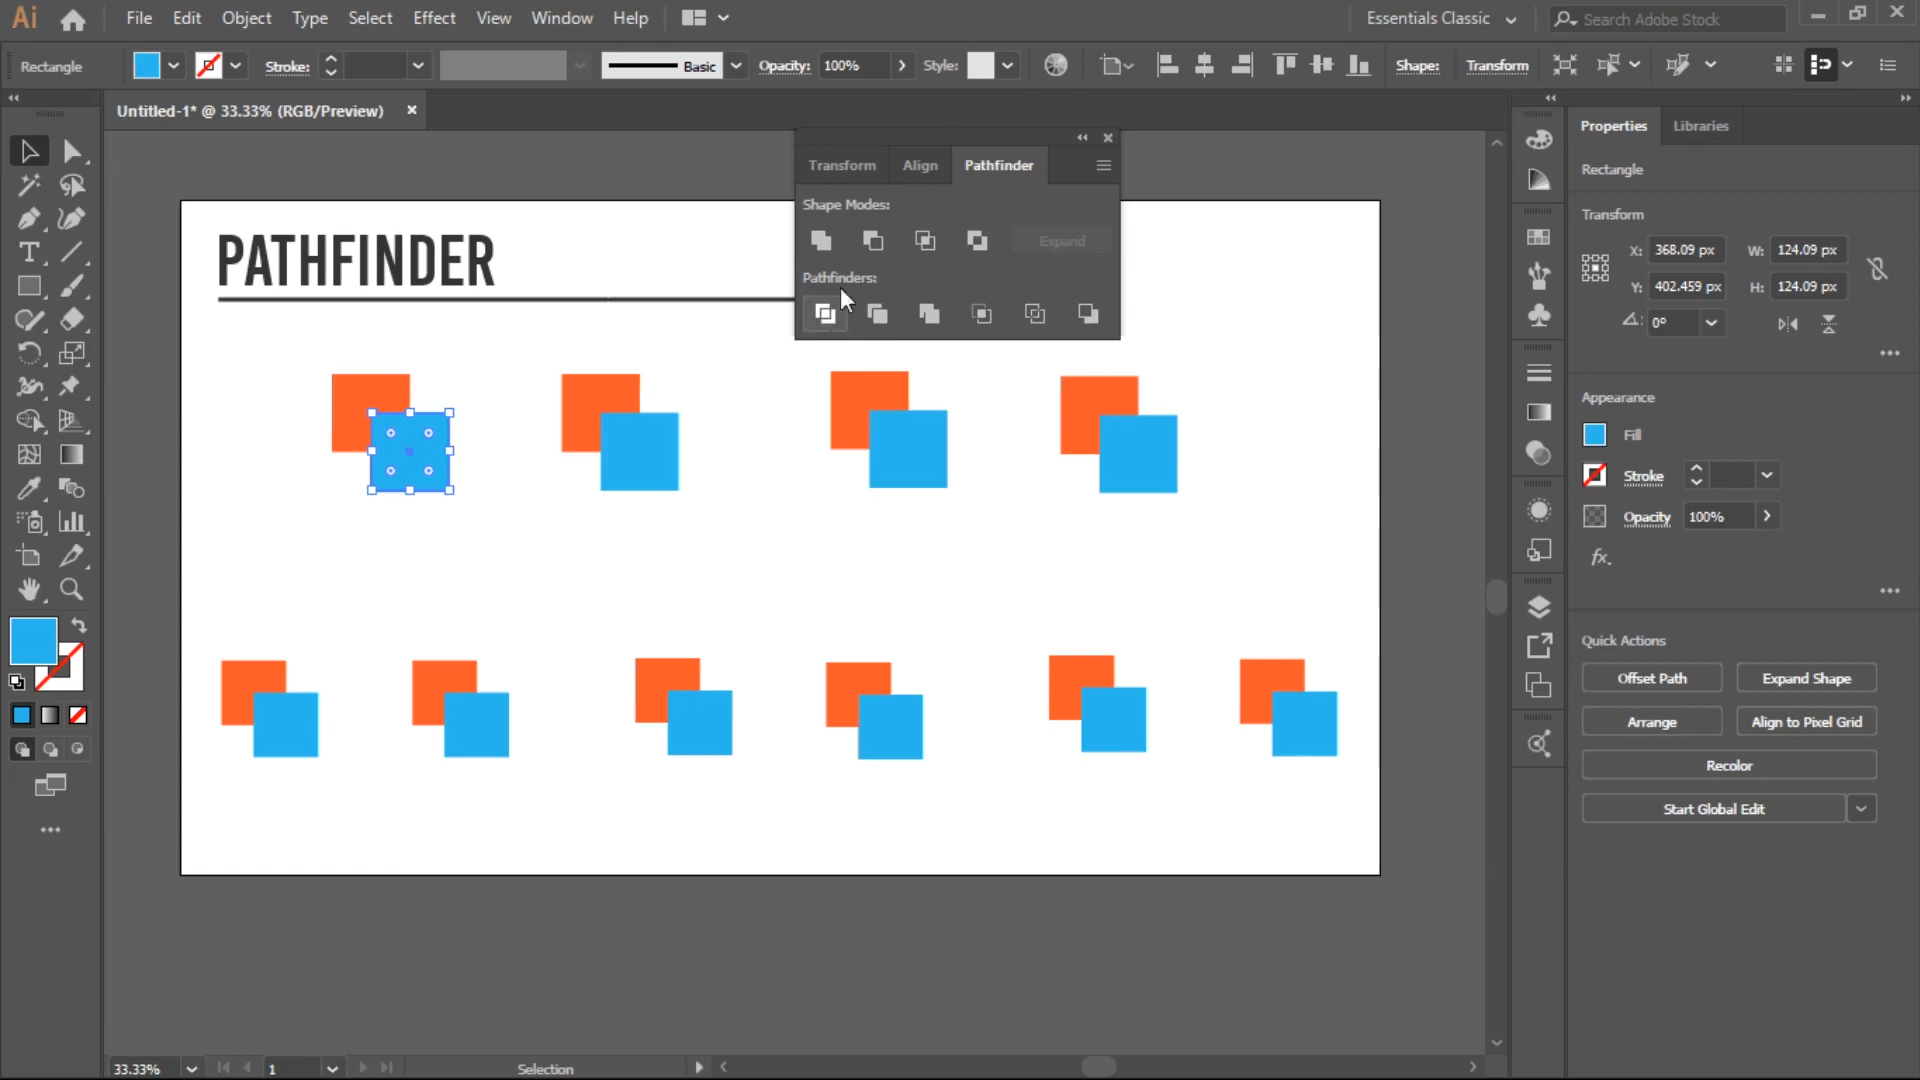 Ai File Edit Object Type Select Effect View Window Help Essentials Classic Search Adobe Stock
Rectangle Stroke: Basic Opacity: 100% Style: Shape: Transform
Untitled-1* @ 33.33% (RGB/Preview)
Transform Align Pathfinder
Shape Modes:
Expand
Pathfinders:
PATHFINDER
Properties Libraries
Rectangle
Transform
X: 368.09 px W: 124.09 px
Y: 402.459 px H: 124.09 px
0°
Appearance
Fill
Stroke
Opacity 100%
fx.
Quick Actions
Offset Path Expand Shape
Arrange Align to Pixel Grid
Recolor
Start Global Edit
33.33% 1 Selection